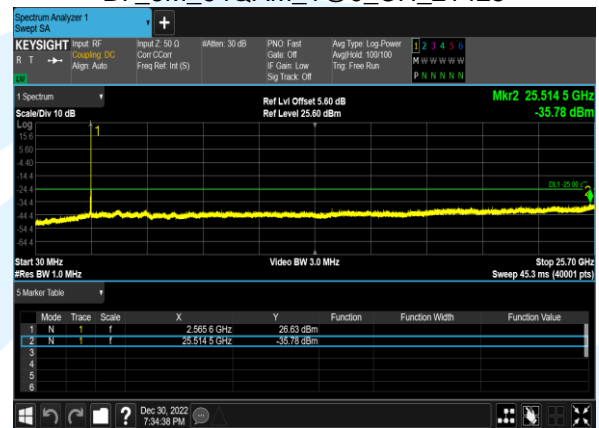 Spectrum Analyzer 1
Swept SA
+
KEYSIGHT
R T
LXI
Input: RF
Coupling: DC
Align: Auto
Input Z: 50 Ω
Corr CCorr
Freq Ref: Int (S)
#Atten: 30 dB
PNO: Fast
Gate: Off
IF Gain: Low
Sig Track: Off
Avg Type: Log-Power
Avg|Hold: 100/100
Trig: Free Run
1 2 3 4 5 6
M W W W W W
P N N N N N
1 Spectrum
Scale/Div 10 dB
Ref Lvl Offset 5.60 dB
Ref Level 25.60 dBm
Mkr2 25.514 5 GHz
-35.78 dBm
Log
15.6
5.60
-4.40
-14.4
-24.4
-34.4
-44.4
-54.4
-64.4
1
DL1 -25.00
2
Start 30 MHz
#Res BW 1.0 MHz
Video BW 3.0 MHz
Stop 25.70 GHz
Sweep 45.3 ms (40001 pts)
5 Marker Table
Mode Trace Scale X Y Function Function Width Function Value
1 N 1 f 2.565 6 GHz 26.63 dBm
2 N 1 f 25.514 5 GHz -35.78 dBm
3
4
5
6
?
Dec 30, 2022
7:34:38 PM